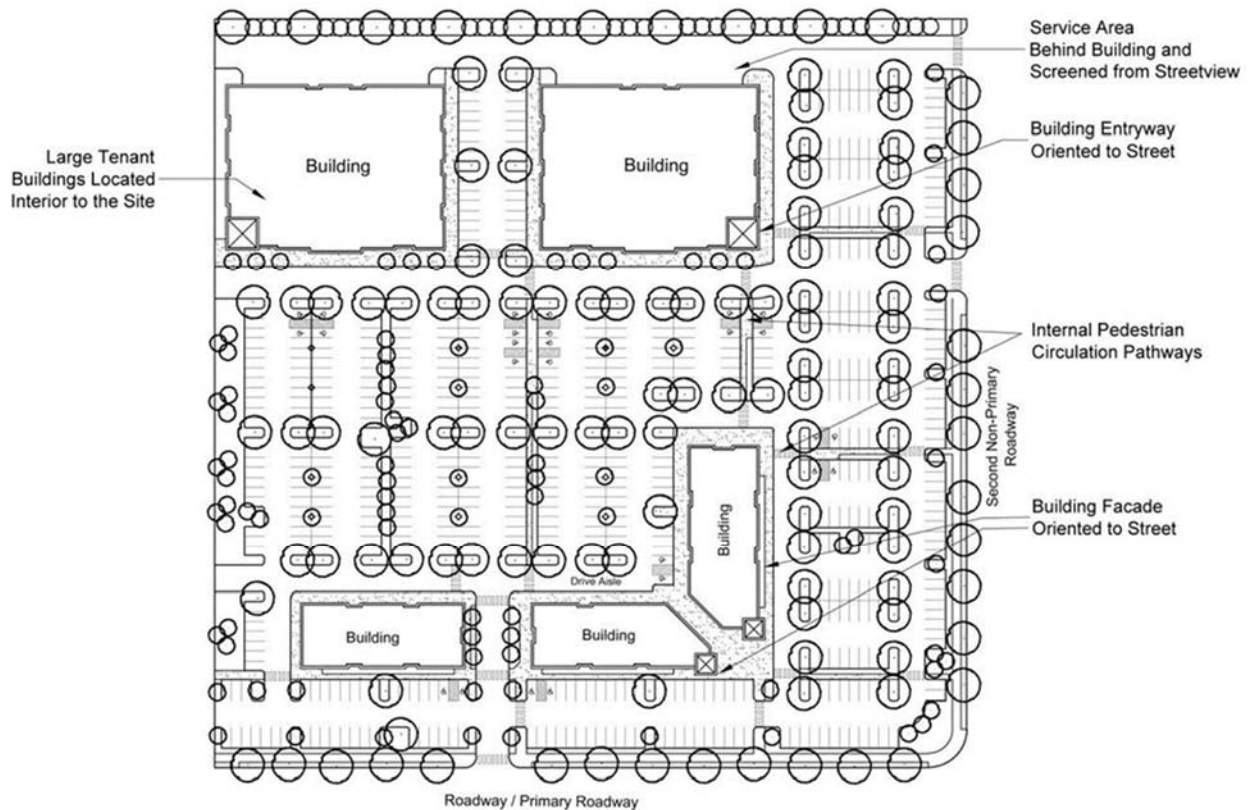 Service Area
Behind Building and
Screened from Streetview
Building Entryway
Oriented to Street
Large Tenant
Buildings Located
Interior to the Site
Building
Building
Internal Pedestrian
Circulation Pathways
Second Non-Primary
Roadway
Building
Building Facade
Oriented to Street
Drive Aisle
Building
Building
Roadway / Primary Roadway